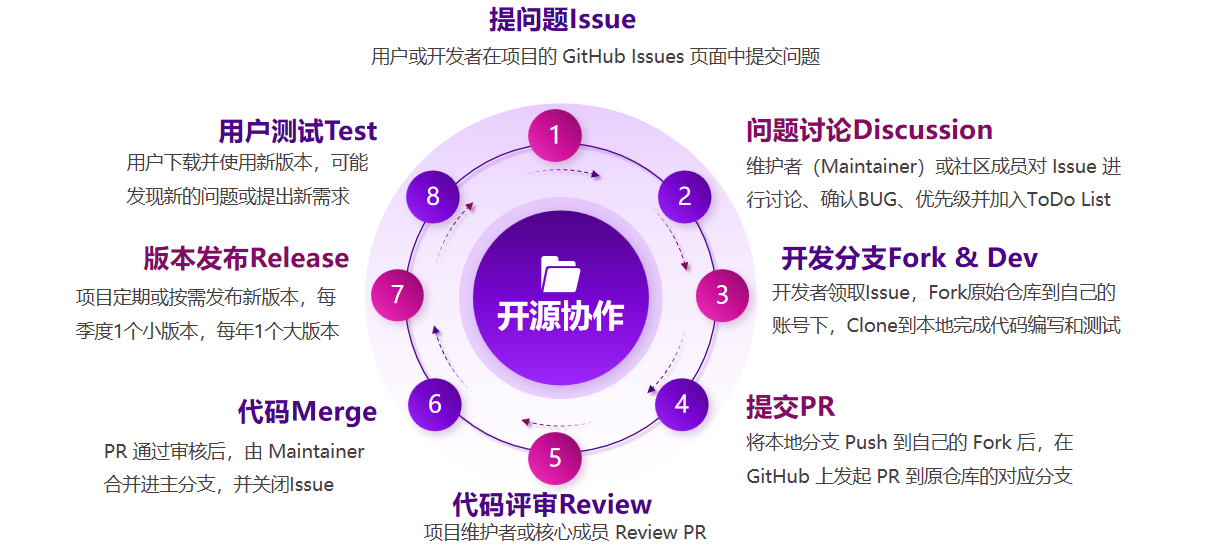 提问题Issue
用户或开发者在项目的 GitHub Issues 页面中提交问题
1
问题讨论Discussion
维护者（Maintainer）或社区成员对 Issue 进
行讨论、确认BUG、优先级并加入ToDo List
2
开发分支Fork & Dev
开发者领取Issue，Fork原始仓库到自己的
账号下，Clone到本地完成代码编写和测试
3
提交PR
将本地分支 Push 到自己的 Fork 后，在
GitHub 上发起 PR 到原仓库的对应分支
4
5
代码评审Review
项目维护者或核心成员 Review PR
6
代码Merge
PR 通过审核后，由 Maintainer
合并进主分支，并关闭Issue
7
版本发布Release
项目定期或按需发布新版本，每
季度1个小版本，每年1个大版本
8
用户测试Test
用户下载并使用新版本，可能
发现新的问题或提出新需求
开源协作